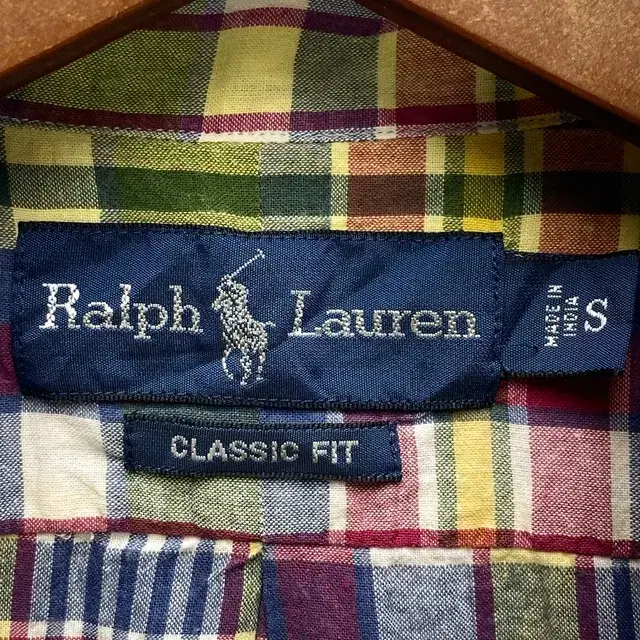 Ralph Lauren
MADE IN
INDIA
S
CLASSIC FIT